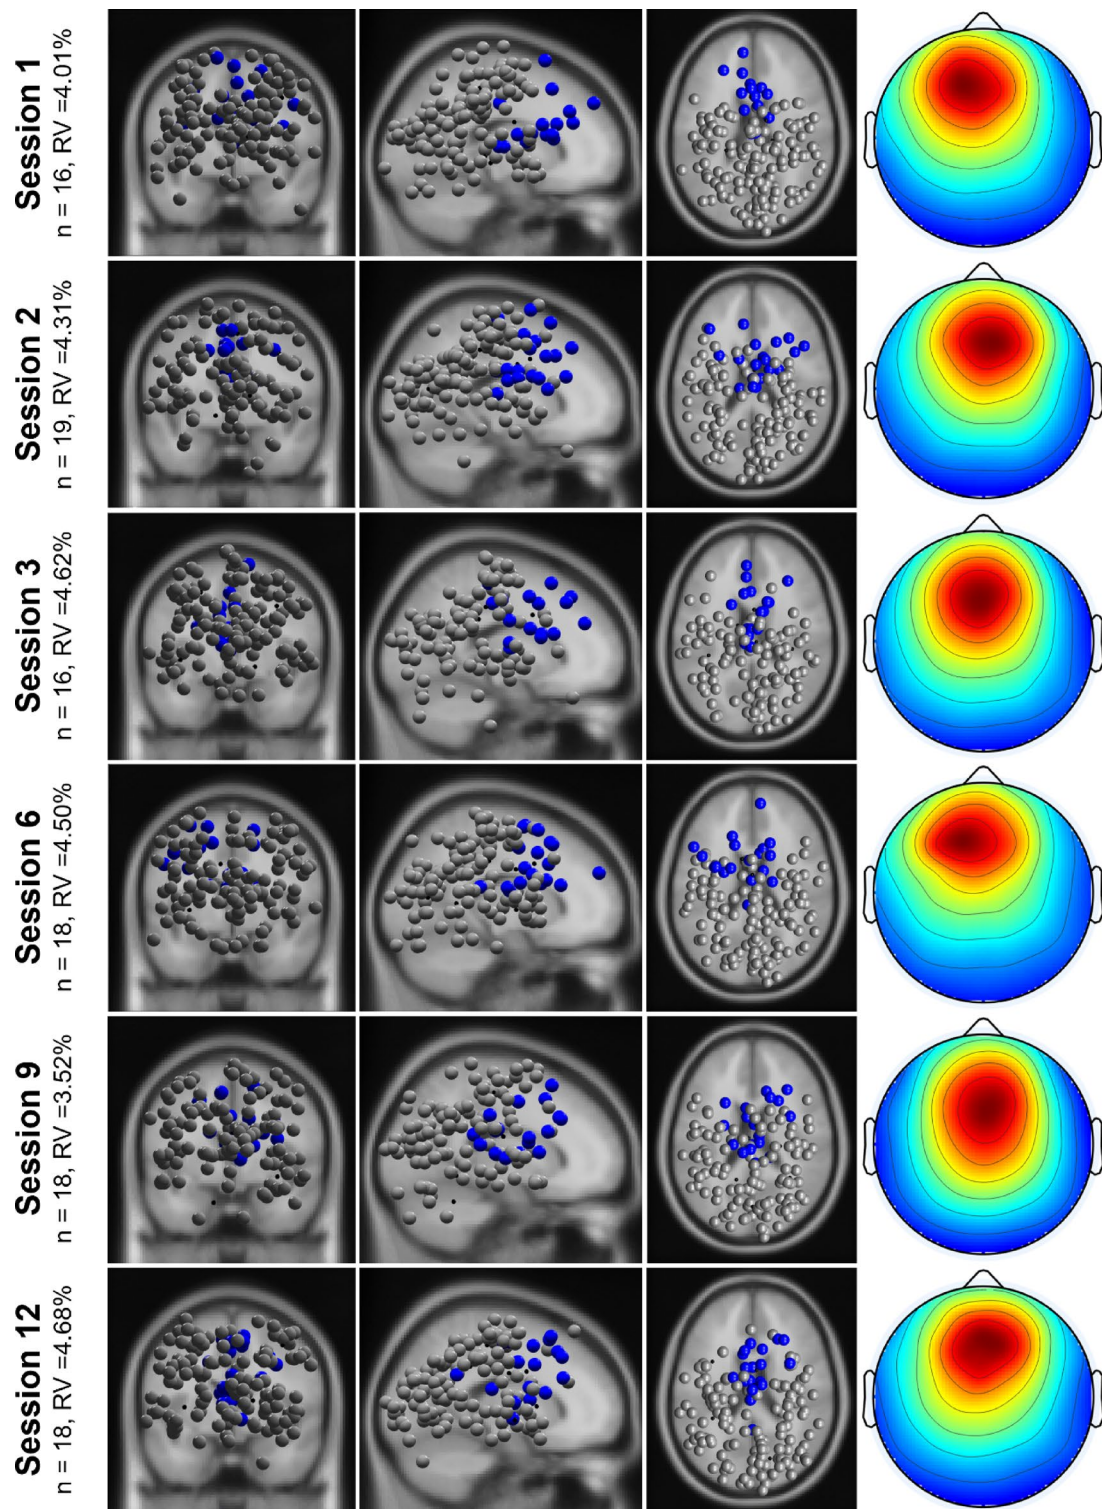 Session 1
n = 16, RV =4.01%
Session 2
n = 19, RV =4.31%
Session 3
n = 16, RV =4.62%
Session 6
n = 18, RV =4.50%
Session 9
n = 18, RV =3.52%
Session 12
n = 18, RV =4.68%